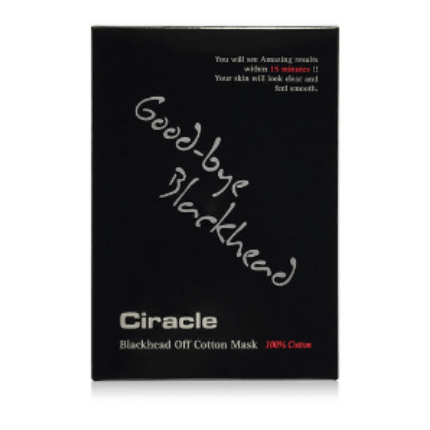 You will see Amazing results
within 15 minutes !!
Your skin will look clear and
feel smooth.
Good-bye
Blackhead
Ciracle
Blackhead Off Cotton Mask 100% Cotton